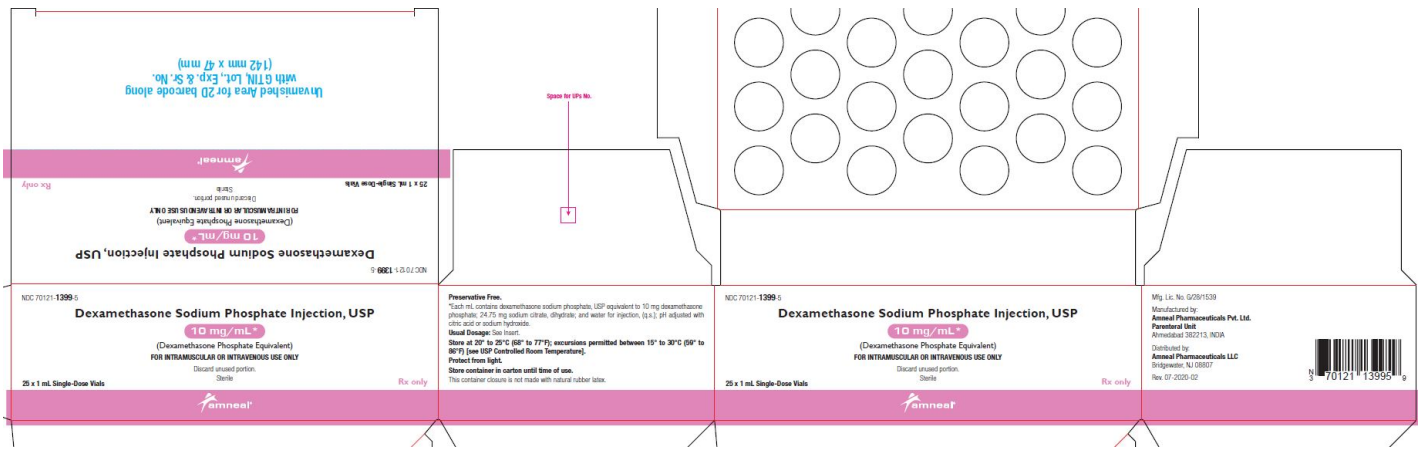 Unvarnished Area for 2D barcode along
with GTIN, Lot, Exp. & Sr. No.
(142 mm x 47 mm)
amneal®
25 x 1 mL Single-Dose Vials
Rx only
Sterile
Discard unused portion.
FOR INTRAMUSCULAR OR INTRAVENOUS USE ONLY
(Dexamethasone Phosphate Equivalent)
10 mg/mL*
Dexamethasone Sodium Phosphate Injection, USP
NDC 70121-1399-5
Space for UPs No.
NDC 70121-1399-5
Dexamethasone Sodium Phosphate Injection, USP
10 mg/mL*
(Dexamethasone Phosphate Equivalent)
FOR INTRAMUSCULAR OR INTRAVENOUS USE ONLY
Discard unused portion.
Sterile
25 x 1 mL Single-Dose Vials
Rx only
amneal®
Preservative Free.
*Each mL contains dexamethasone sodium phosphate, USP equivalent to 10 mg dexamethasone
phosphate; 24.75 mg sodium citrate, dihydrate; and water for injection, (q.s.); pH adjusted with
citric acid or sodium hydroxide.
Usual Dosage: See Insert.
Store at 20° to 25°C (68° to 77°F); excursions permitted between 15° to 30°C (59° to
86°F) [see USP Controlled Room Temperature].
Protect from light.
Store container in carton until time of use.
This container closure is not made with natural rubber latex.
NDC 70121-1399-5
Dexamethasone Sodium Phosphate Injection, USP
10 mg/mL*
(Dexamethasone Phosphate Equivalent)
FOR INTRAMUSCULAR OR INTRAVENOUS USE ONLY
Discard unused portion.
Sterile
25 x 1 mL Single-Dose Vials
Rx only
amneal®
Mfg. Lic. No. G/28/1539
Manufactured by:
Amneal Pharmaceuticals Pvt. Ltd.
Parenteral Unit
Ahmedabad 382213, INDIA
Distributed by:
Amneal Pharmaceuticals LLC
Bridgewater, NJ 08807
Rev. 07-2020-02
N
3 70121 13995 9